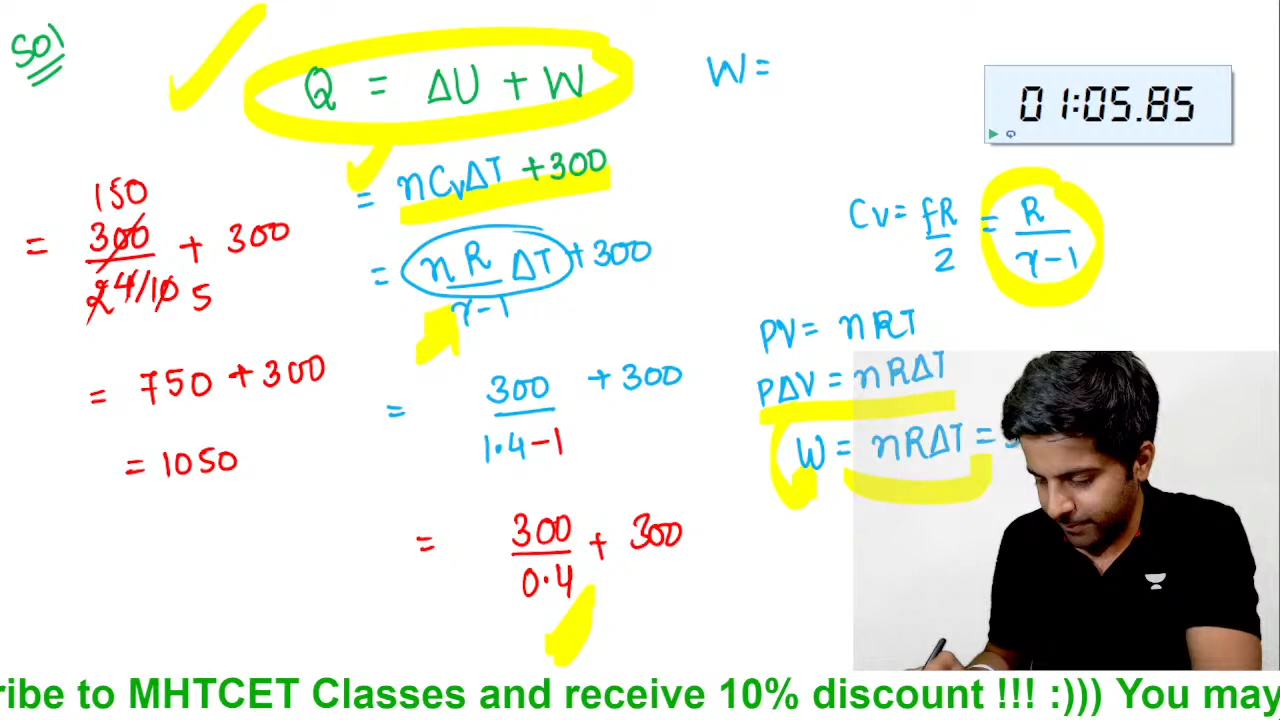 Sol
Q = ΔU + W
W =
01:05.85
= nCvΔT + 300
Cv = fR/2 = R/γ-1
= nR/γ-1 ΔT + 300
PV = nRT
PΔV = nRΔT
W = nRΔT =
= 300/1.4-1 + 300
= 300/0.4 + 300
150
= 300/4/10 + 300
2 5
= 750 + 300
= 1050
ribe to MHTCET Classes and receive 10% discount !!! :))) You may